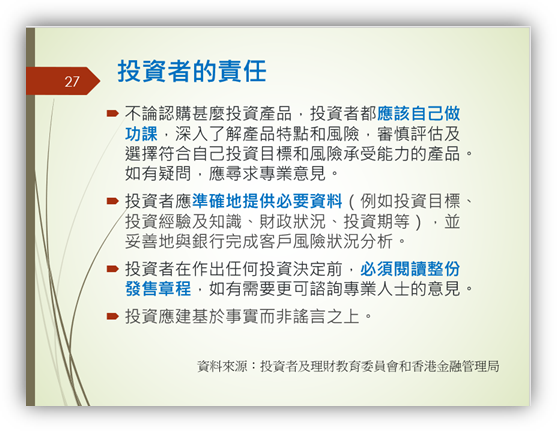 27
投資者的責任
不論認購甚麼投資產品，投資者都應該自己做
功課，深入了解產品特點和風險，審慎評估及
選擇符合自己投資目標和風險承受能力的產品。
如有疑問，應尋求專業意見。
投資者應準確地提供必要資料（例如投資目標、
投資經驗及知識、財政狀況、投資期等），並
妥善地與銀行完成客戶風險狀況分析。
投資者在作出任何投資決定前，必須閱讀整份
發售章程，如有需要更可諮詢專業人士的意見。
投資應建基於事實而非謠言之上。
資料來源：投資者及理財教育委員會和香港金融管理局